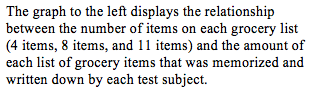 The graph to the left displays the relationship
between the number of items on each grocery list
(4 items, 8 items, and 11 items) and the amount of
each list of grocery items that was memorized and
written down by each test subject.